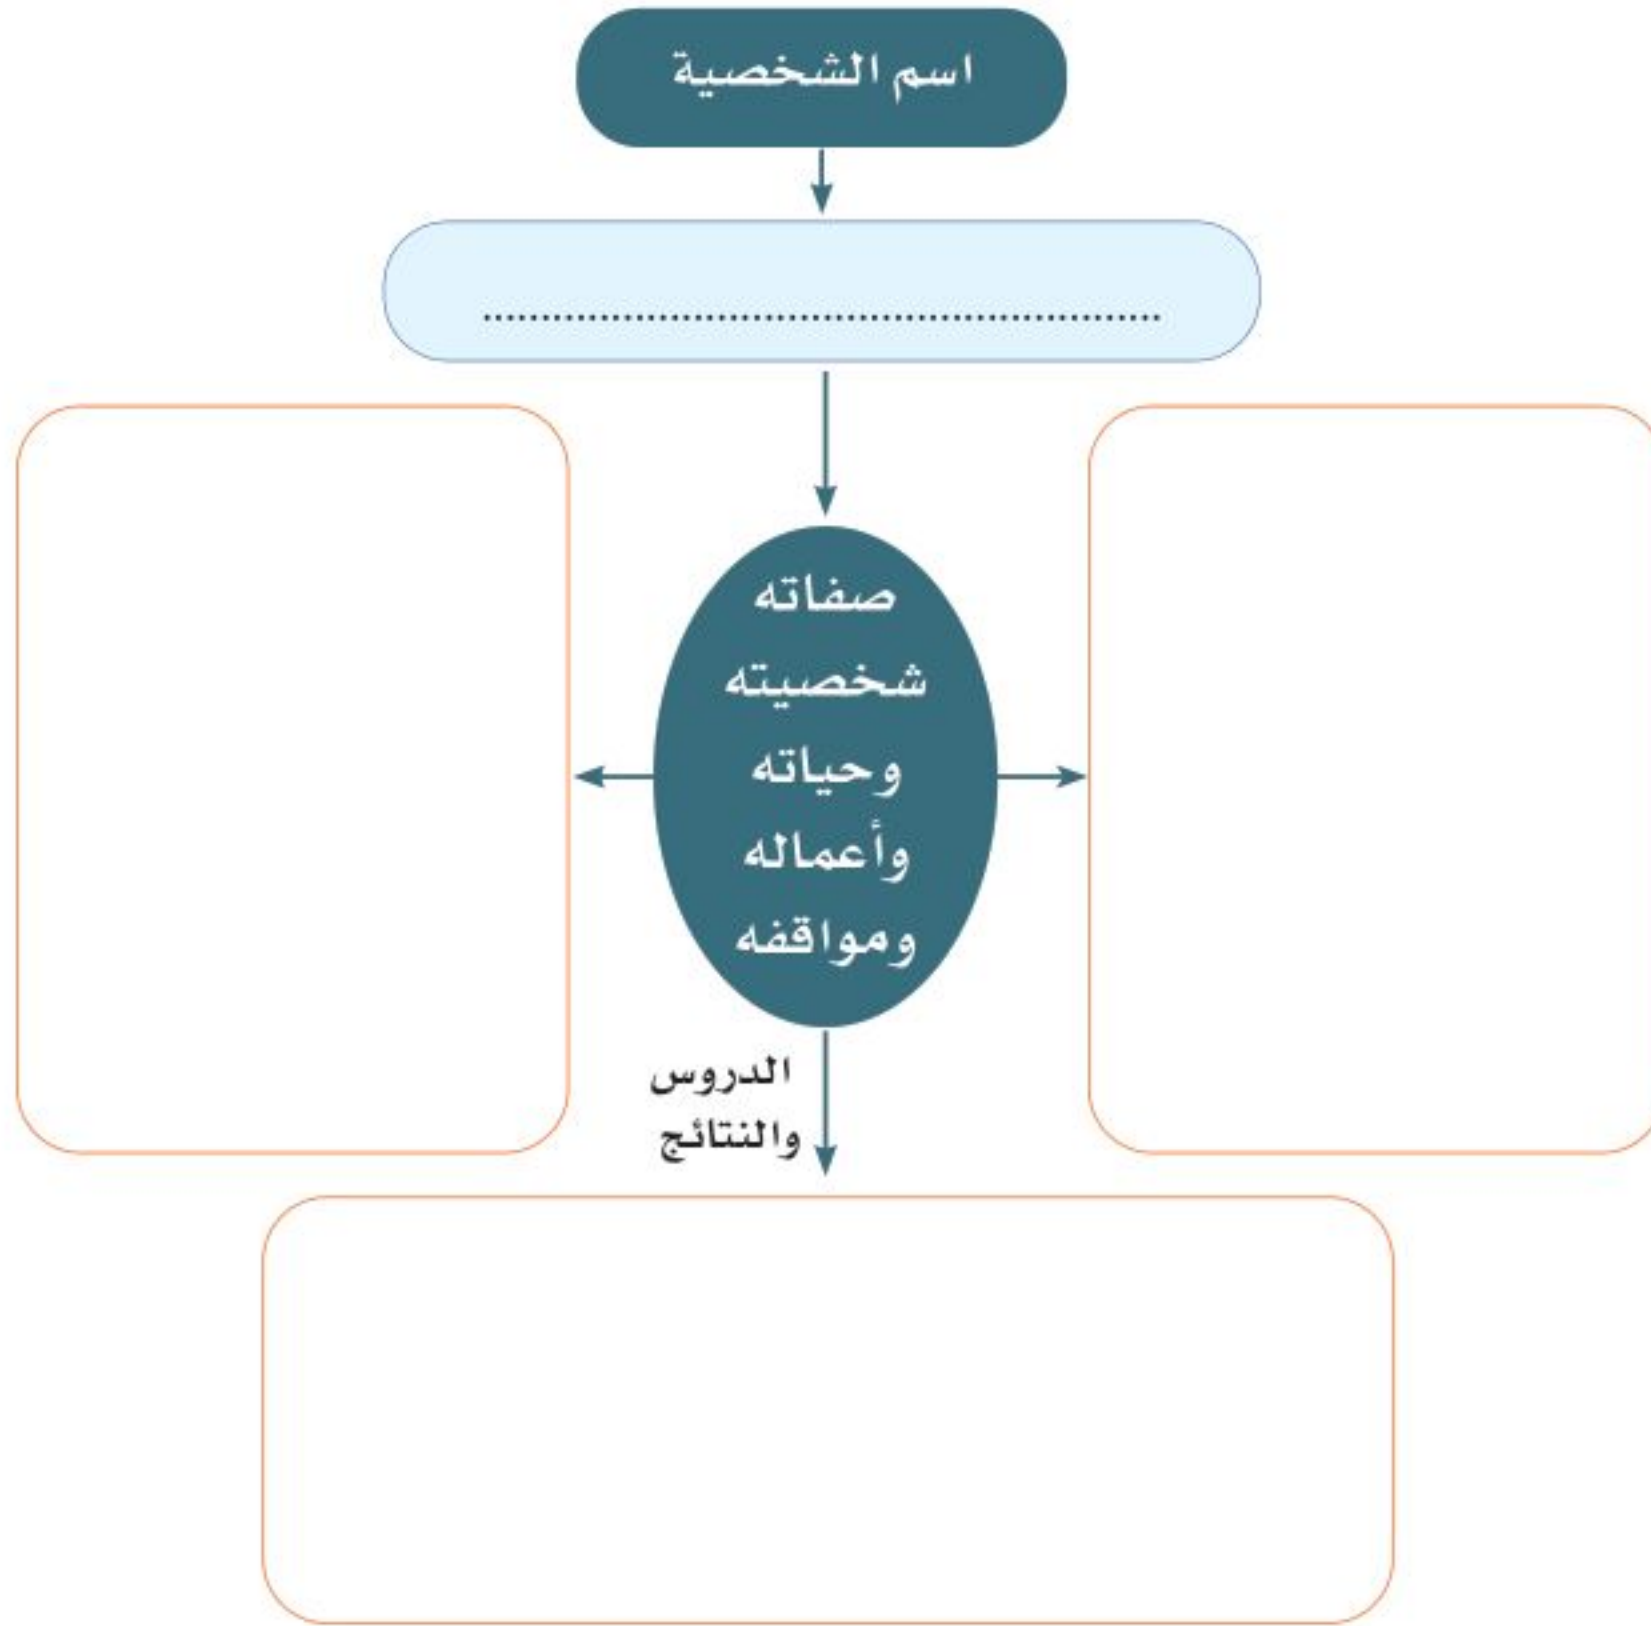 اسم الشخصية
........................................................
صفاته
شخصيته
وحياته
وأعماله
ومواقفه
الدروس
والنتائج